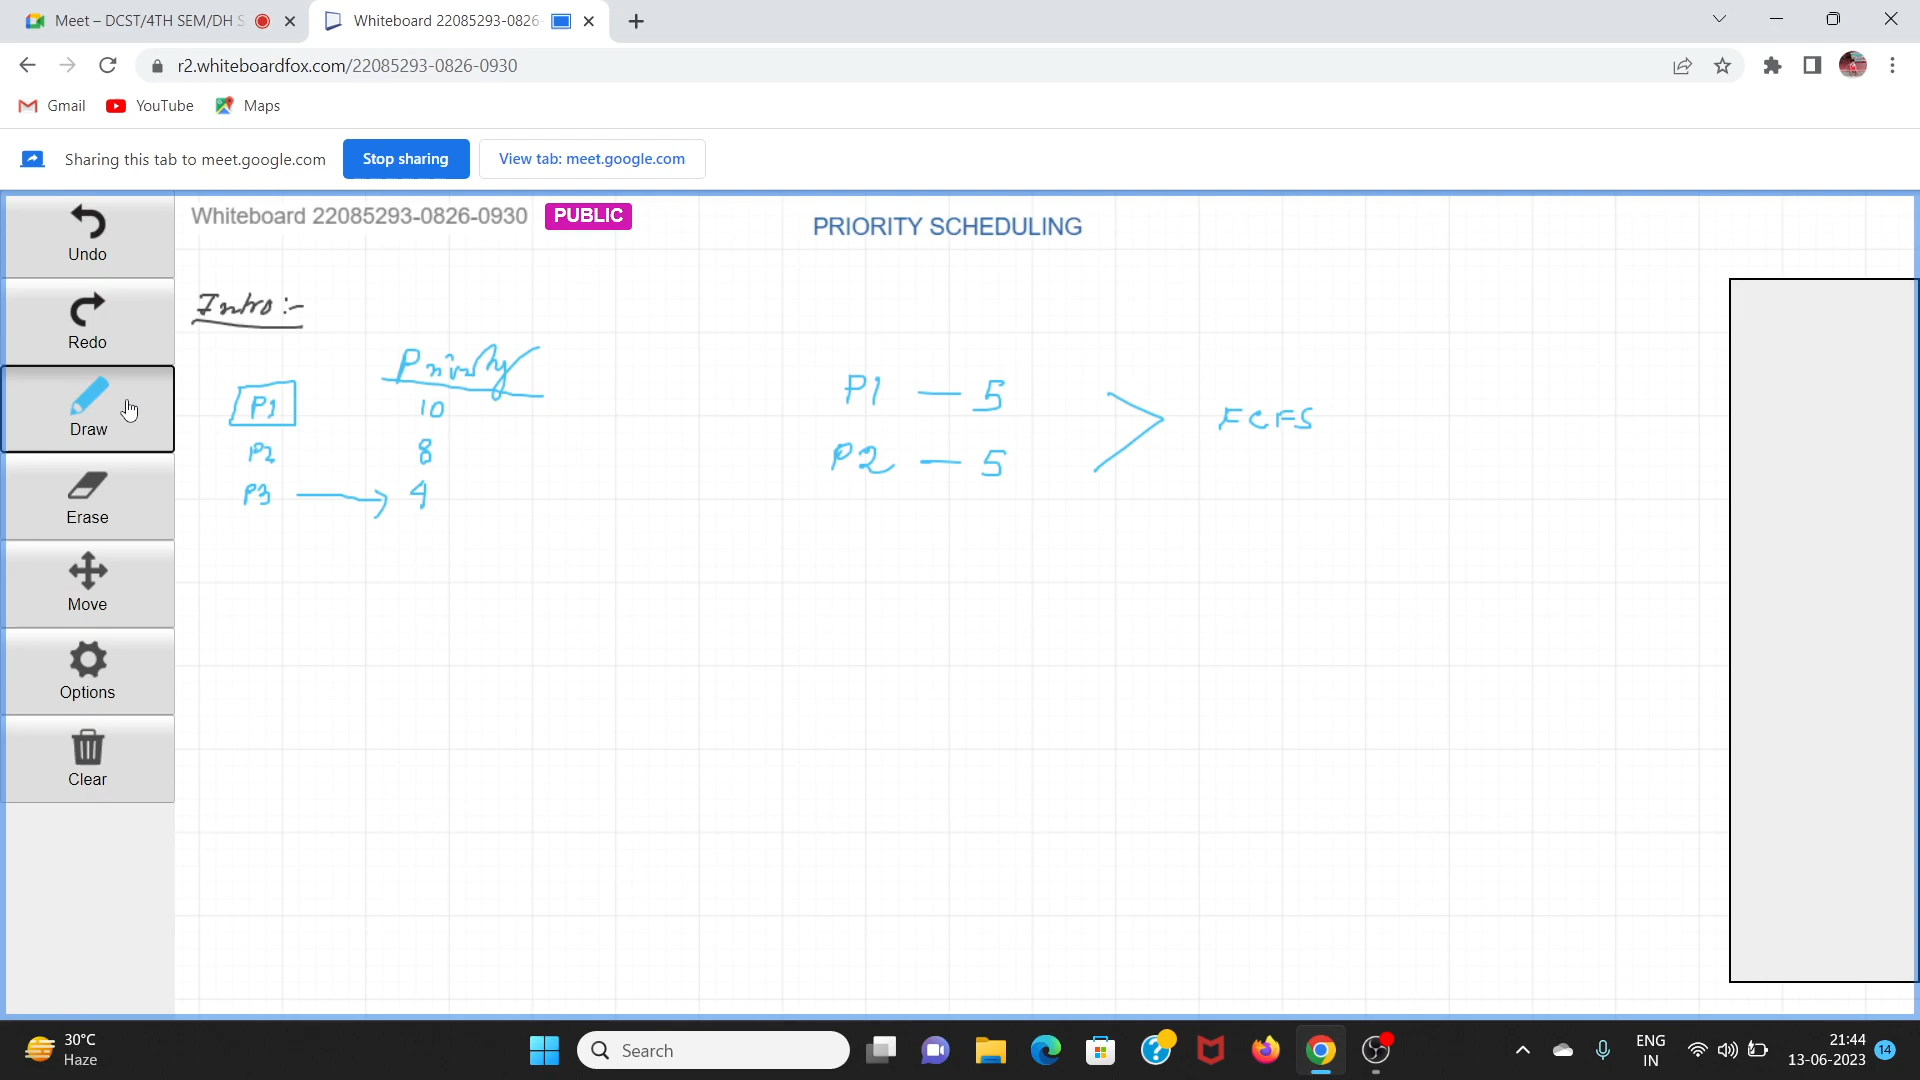 Meet – DCST/4TH SEM/DH S
Whiteboard 22085293-0826-
r2.whiteboardfox.com/22085293-0826-0930
Gmail
YouTube
Maps
Sharing this tab to meet.google.com
Stop sharing
View tab: meet.google.com
Undo
Redo
Draw
Erase
Move
Options
Clear
Whiteboard 22085293-0826-0930
PUBLIC
PRIORITY SCHEDULING
Intro :-
Priority
P1 10
P2 8
P3 → 4
P1 — 5
P2 — 5
> FCFS
30°C
Haze
Search
ENG
IN
21:44
13-06-2023
14